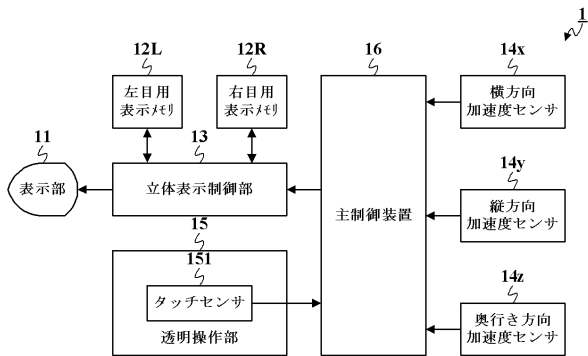 1
12L
12R
16
14x
左目用
表示ﾒﾓﾘ
右目用
表示ﾒﾓﾘ
横方向
加速度センサ
11
13
表示部
立体表示制御部
主制御装置
14y
縦方向
加速度センサ
15
151
タッチセンサ
透明操作部
14z
奥行き方向
加速度センサ